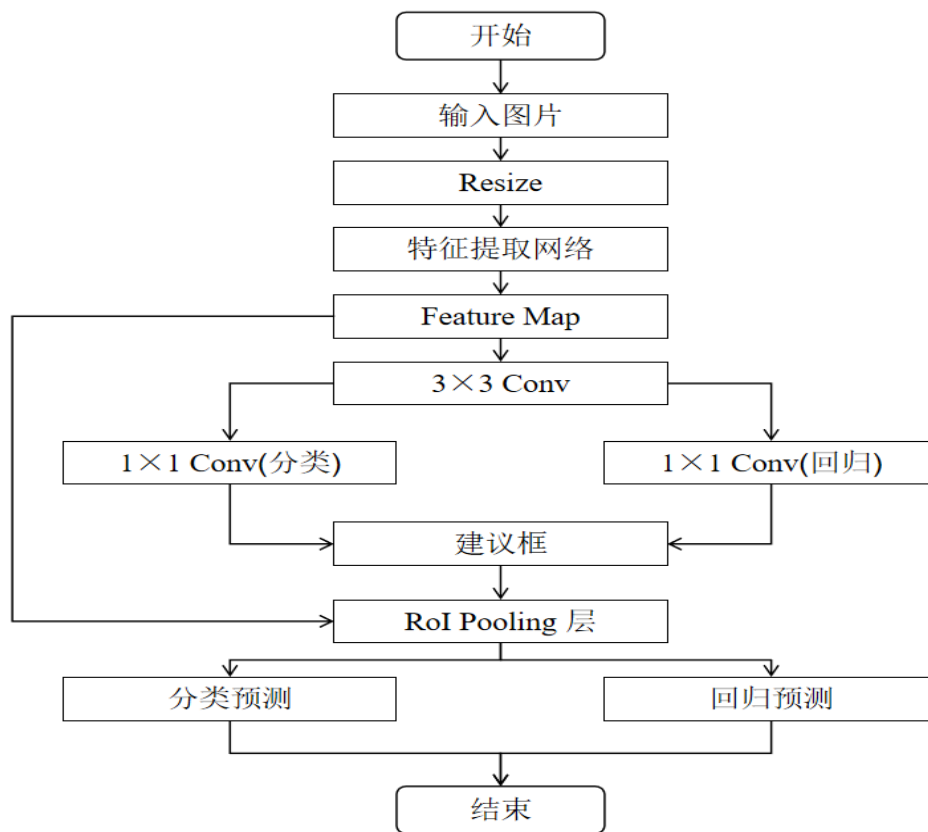 开始
输入图片
Resize
特征提取网络
Feature Map
3×3 Conv
1×1 Conv(分类)
1×1 Conv(回归)
建议框
RoI Pooling 层
分类预测
回归预测
结束